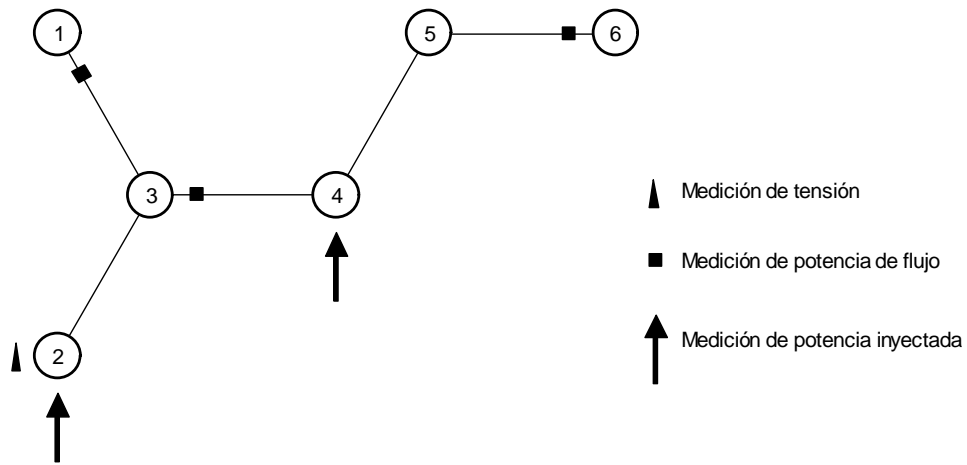 1
5
6
3
4
Medición de tensión
Medición de potencia de flujo
Medición de potencia inyectada
2